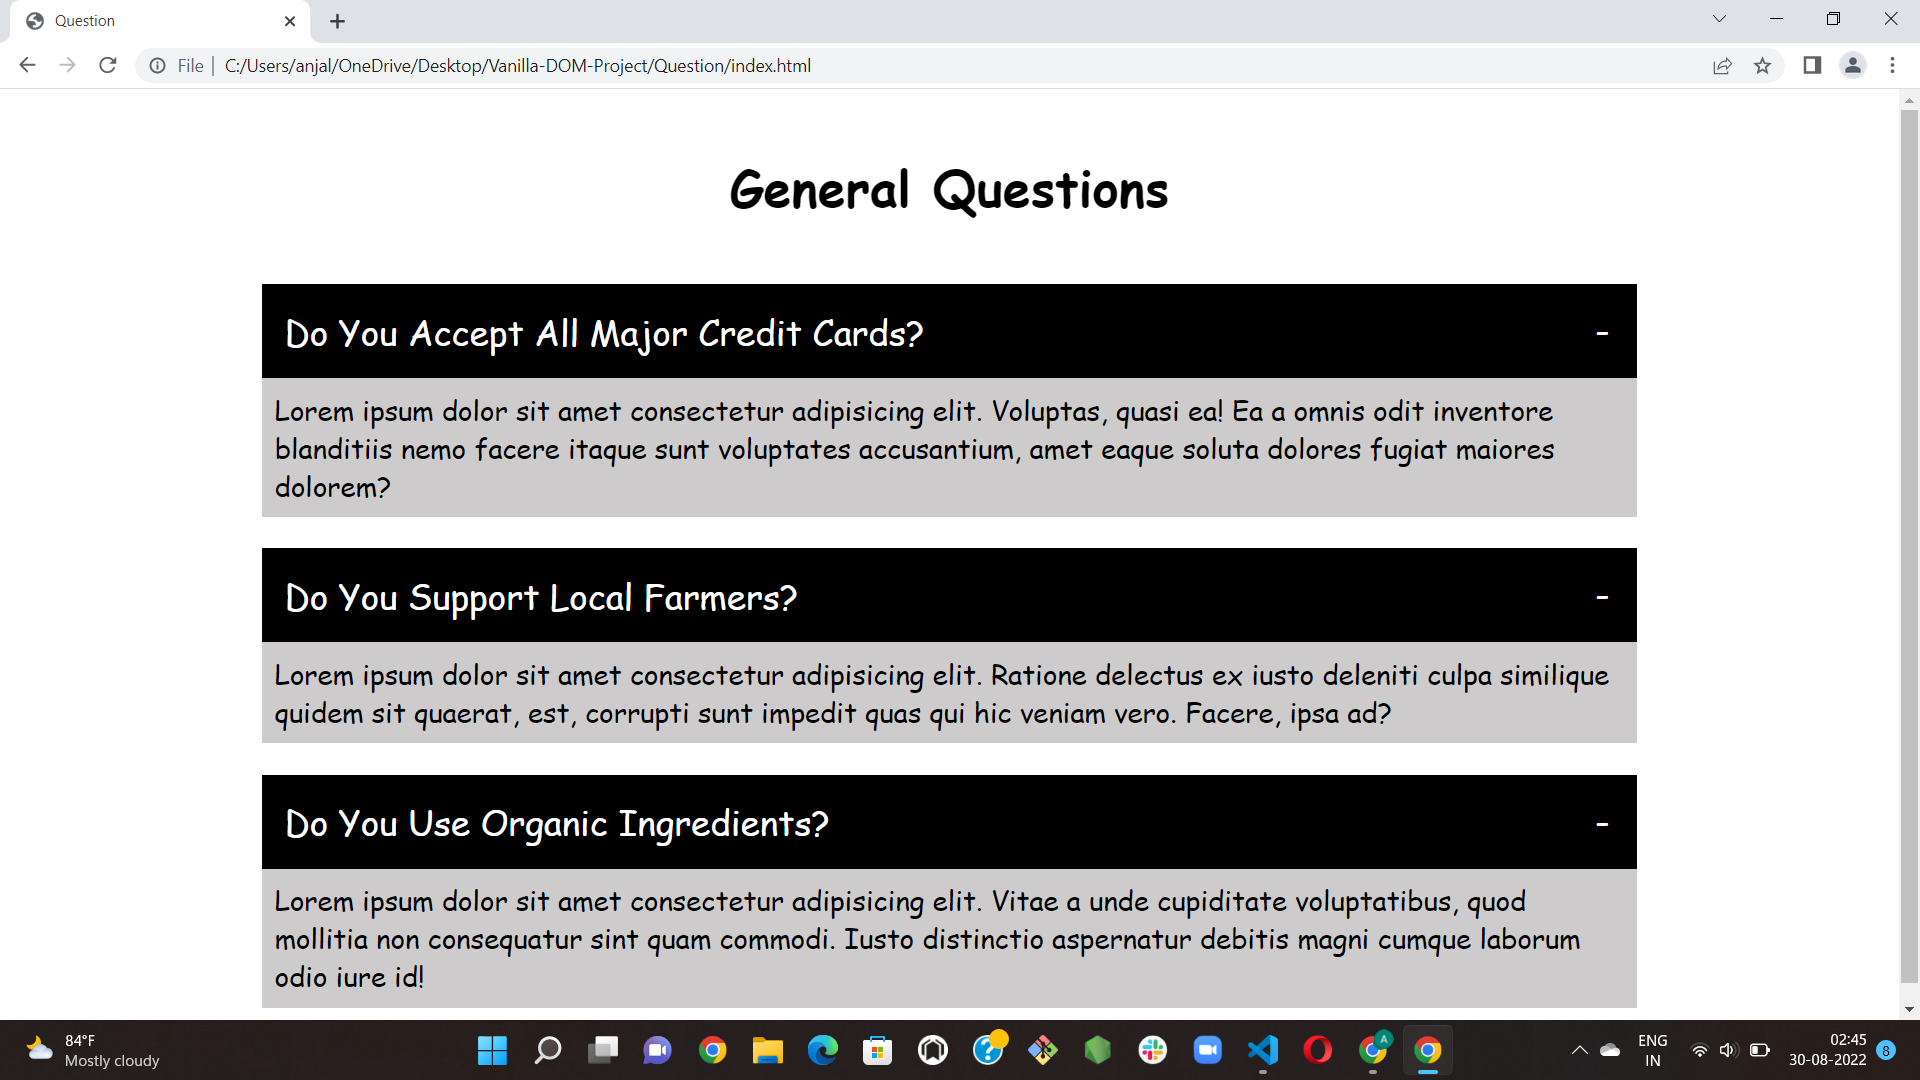 Question
File
C:/Users/anjal/OneDrive/Desktop/Vanilla-DOM-Project/Question/index.html
General Questions
Do You Accept All Major Credit Cards? -
Lorem ipsum dolor sit amet consectetur adipisicing elit. Voluptas, quasi ea! Ea a omnis odit inventore
blanditiis nemo facere itaque sunt voluptates accusantium, amet eaque soluta dolores fugiat maiores
dolorem?
Do You Support Local Farmers? -
Lorem ipsum dolor sit amet consectetur adipisicing elit. Ratione delectus ex iusto deleniti culpa similique
quidem sit quaerat, est, corrupti sunt impedit quas qui hic veniam vero. Facere, ipsa ad?
Do You Use Organic Ingredients? -
Lorem ipsum dolor sit amet consectetur adipisicing elit. Vitae a unde cupiditate voluptatibus, quod
mollitia non consequatur sint quam commodi. Iusto distinctio aspernatur debitis magni cumque laborum
odio iure id!
84°F
Mostly cloudy
A
ENG
IN
02:45
30-08-2022
8